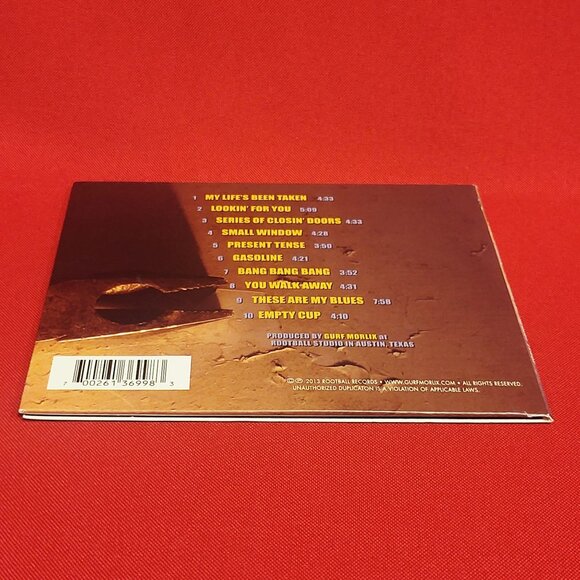 1 MY LIFE'S BEEN TAKEN 4:33
2 LOOKIN' FOR YOU 5:09
3 SERIES OF CLOSIN' DOORS 4:33
4 SMALL WINDOW 4:28
5 PRESENT TENSE 3:50
6 GASOLINE 4:21
7 BANG BANG BANG 3:52
8 YOU WALK AWAY 4:31
9 THESE ARE MY BLUES 7:58
10 EMPTY CUP 4:10
PRODUCED BY GURF MORLIX at
ROOTBALL STUDIO IN AUSTIN, TEXAS
7 00261 36998 3
©℗ 2013 ROOTBALL RECORDS • WWW.GURFMORLIX.COM • ALL RIGHTS RESERVED.
UNAUTHORIZED DUPLICATON IS A VIOLATION OF APPLICABLE LAWS.